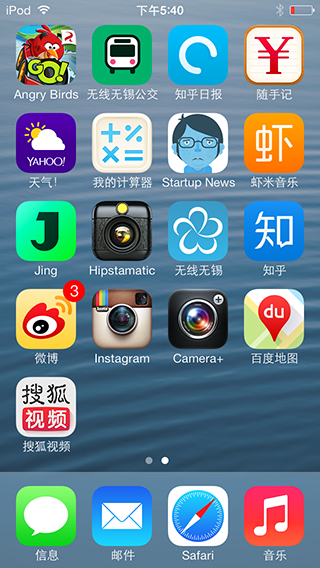 iPod 下午5:40
GO!
Angry Birds 无线无锡公交 知乎日报 随手记
YAHOO!
天气! 我的计算器 Startup News 虾米音乐
虾
J
知
Jing Hipstamatic 无线无锡 知乎
3
du
微博 Instagram Camera+ 百度地图
搜狐
视频
搜狐视频
信息 邮件 Safari 音乐